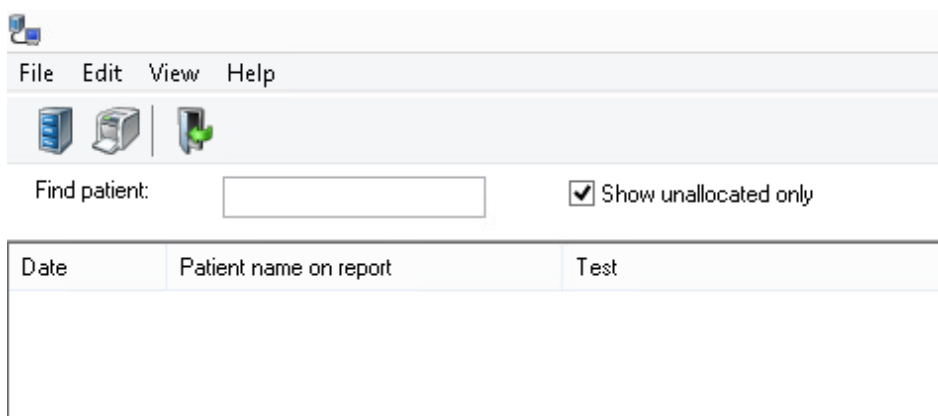 File Edit View Help
Find patient: Show unallocated only
Date Patient name on report Test